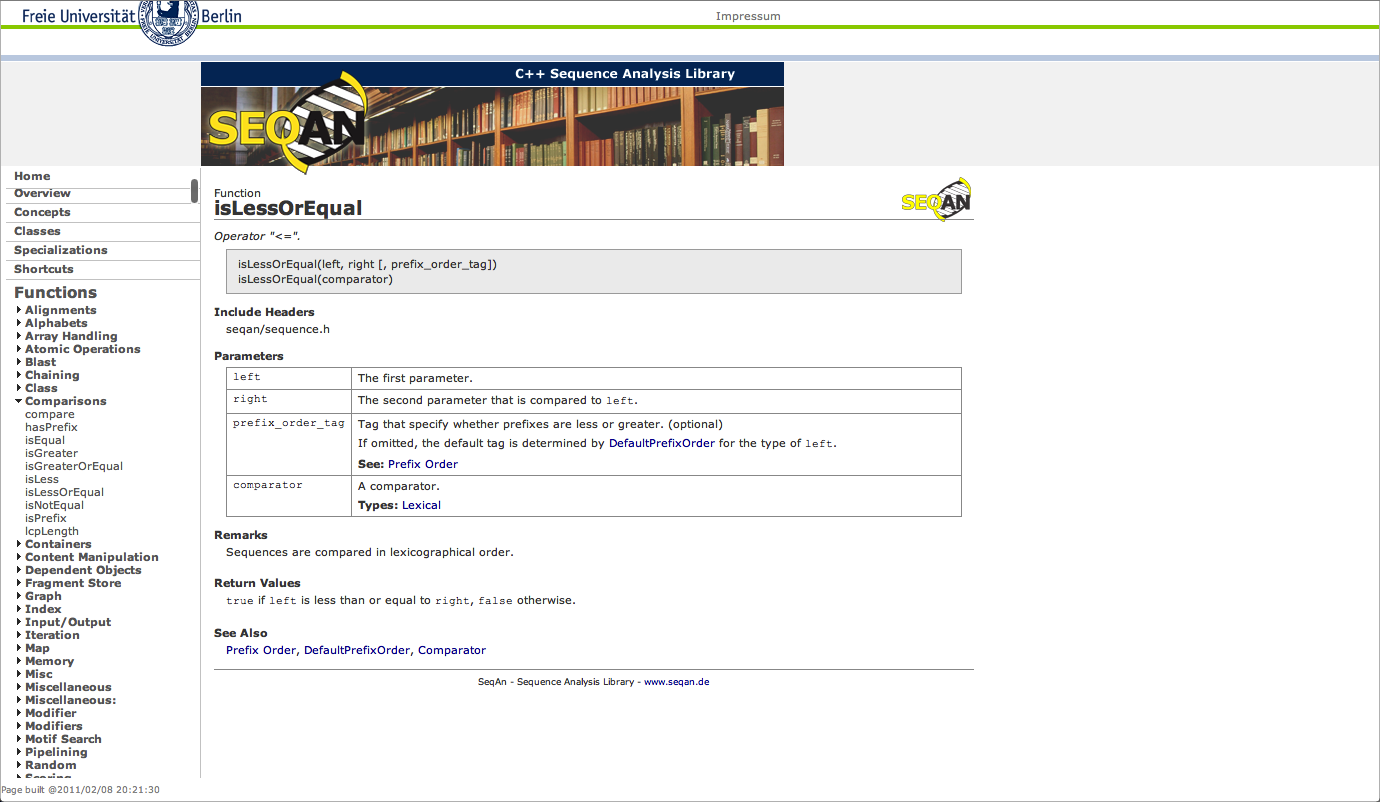 Freie Universität Berlin
Impressum
C++ Sequence Analysis Library
SEQAN
Home
Overview
Concepts
Classes
Specializations
Shortcuts
Functions
Alignments
Alphabets
Array Handling
Atomic Operations
Blast
Chaining
Class
Comparisons
compare
hasPrefix
isEqual
isGreater
isGreaterOrEqual
isLess
isLessOrEqual
isNotEqual
isPrefix
lcpLength
Containers
Content Manipulation
Dependent Objects
Fragment Store
Graph
Index
Input/Output
Iteration
Map
Memory
Misc
Miscellaneous
Miscellaneous:
Modifier
Modifiers
Motif Search
Pipelining
Random
Scoring
Page built @2011/02/08 20:21:30
Function
isLessOrEqual
SEQAN
Operator "<=".
isLessOrEqual(left, right [, prefix_order_tag])
isLessOrEqual(comparator)
Include Headers
seqan/sequence.h
Parameters
left The first parameter.
right The second parameter that is compared to left.
prefix_order_tag Tag that specify whether prefixes are less or greater. (optional)
If omitted, the default tag is determined by DefaultPrefixOrder for the type of left.
See: Prefix Order
comparator A comparator.
Types: Lexical
Remarks
Sequences are compared in lexicographical order.
Return Values
true if left is less than or equal to right, false otherwise.
See Also
Prefix Order, DefaultPrefixOrder, Comparator
SeqAn - Sequence Analysis Library - www.seqan.de